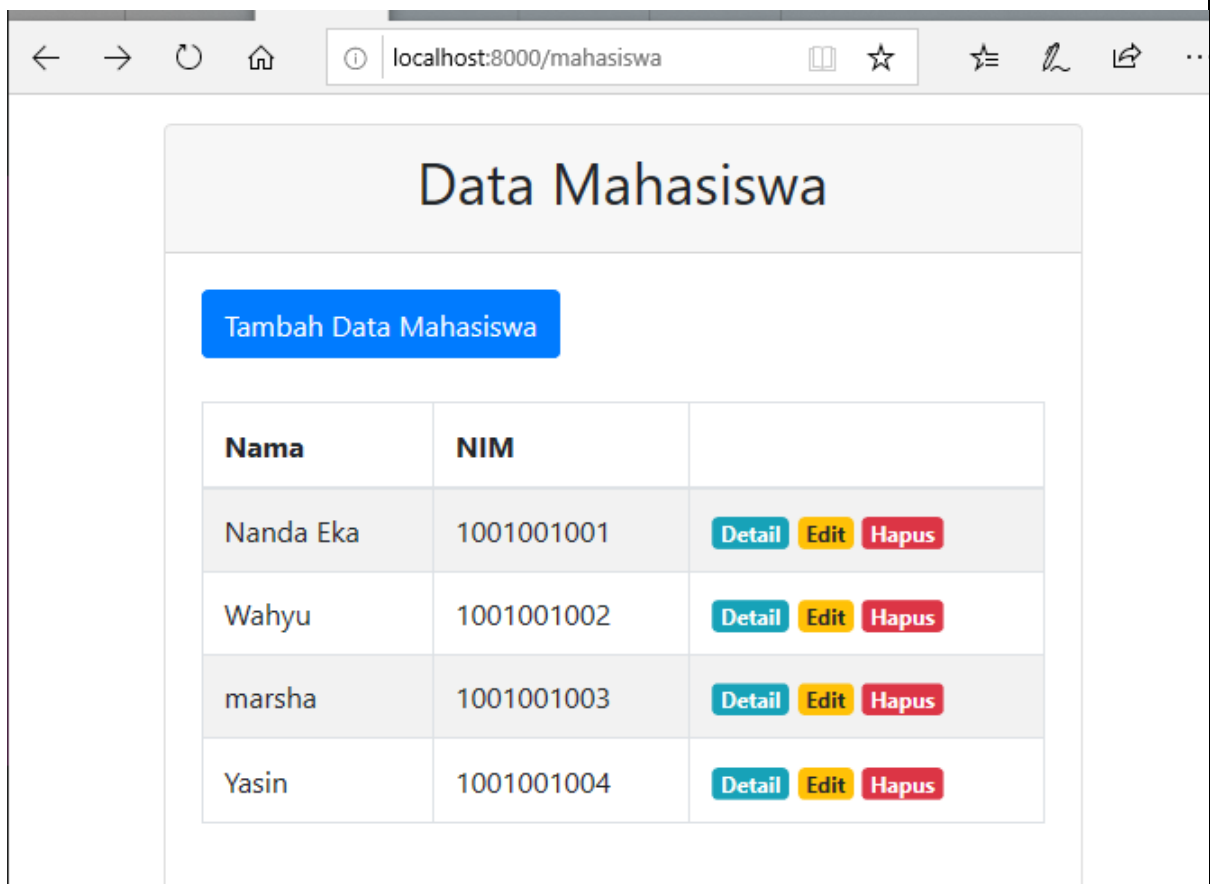 localhost:8000/mahasiswa
Data Mahasiswa
Tambah Data Mahasiswa
Nama NIM
Nanda Eka 1001001001 Detail Edit Hapus
Wahyu 1001001002 Detail Edit Hapus
marsha 1001001003 Detail Edit Hapus
Yasin 1001001004 Detail Edit Hapus